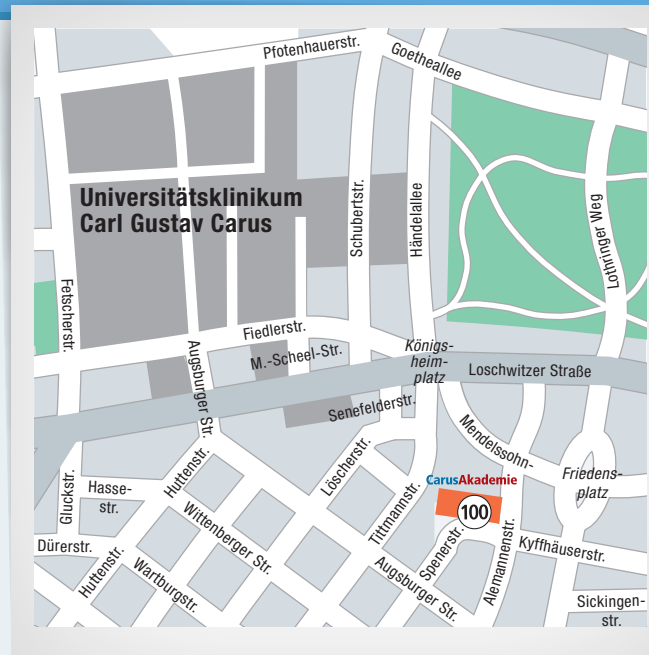 Pfotenhauerstr.
Goetheallee
Universitätsklinikum
Carl Gustav Carus
Schubertstr.
Händelallee
Lothringer Weg
Fetscherstr.
Augsburger Str.
Fiedlerstr.
M.-Scheel-Str.
Königs-
heim-
platz
Loschwitzer Straße
Senefelderstr.
Mendelssohn-
Löscherstr.
Tittmannstr.
CarusAkademie
100
Friedens-
platz
Gluckstr.
Hasse-
str.
Huttenstr.
Wittenberger Str.
Spenerstr.
Alemannenstr.
Kyffhäuserstr.
Dürerstr.
Huttenstr.
Wartburgstr.
Augsburger Str.
Sickingen-
str.